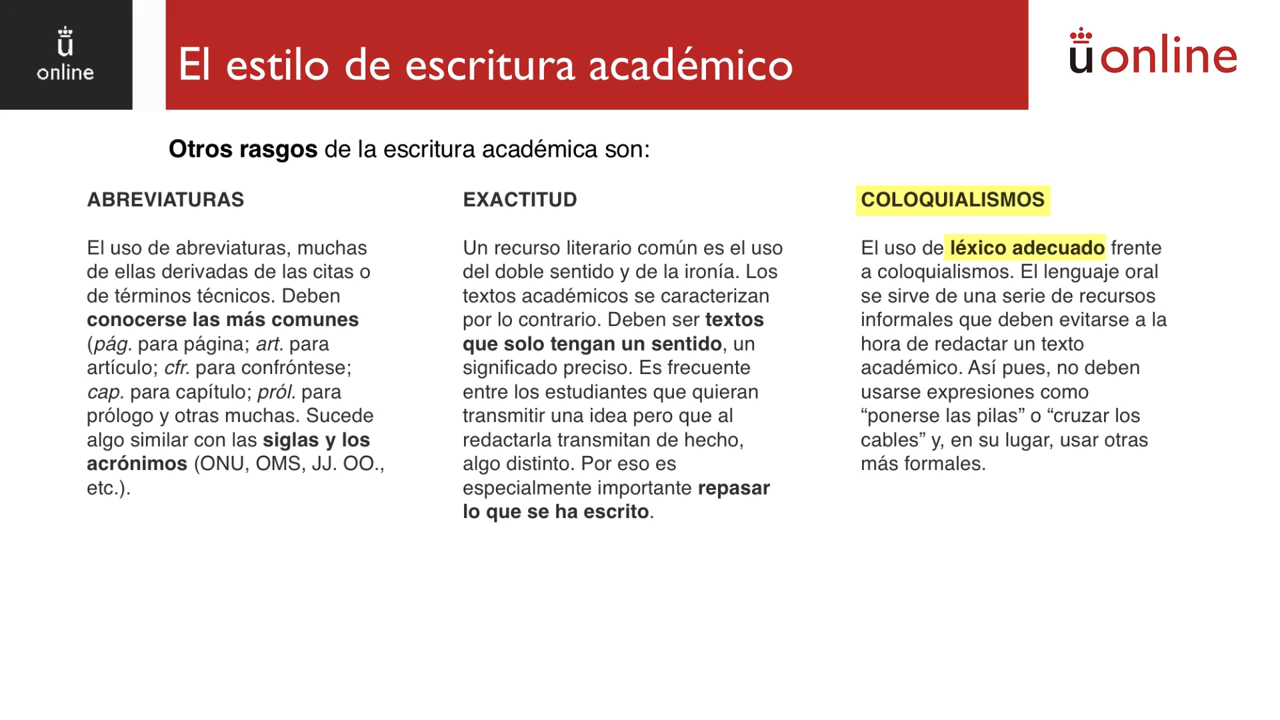 ü
online
El estilo de escritura académico
üonline
Otros rasgos de la escritura académica son:
ABREVIATURAS
El uso de abreviaturas, muchas
de ellas derivadas de las citas o
de términos técnicos. Deben
conocerse las más comunes
(pág. para página; art. para
artículo; cfr. para confróntese;
cap. para capítulo; pról. para
prólogo y otras muchas. Sucede
algo similar con las siglas y los
acrónimos (ONU, OMS, JJ. OO.,
etc.).
EXACTITUD
Un recurso literario común es el uso
del doble sentido y de la ironía. Los
textos académicos se caracterizan
por lo contrario. Deben ser textos
que solo tengan un sentido, un
significado preciso. Es frecuente
entre los estudiantes que quieran
transmitir una idea pero que al
redactarla transmitan de hecho,
algo distinto. Por eso es
especialmente importante repasar
lo que se ha escrito.
COLOQUIALISMOS
El uso de léxico adecuado frente
a coloquialismos. El lenguaje oral
se sirve de una serie de recursos
informales que deben evitarse a la
hora de redactar un texto
académico. Así pues, no deben
usarse expresiones como
“ponerse las pilas” o “cruzar los
cables” y, en su lugar, usar otras
más formales.